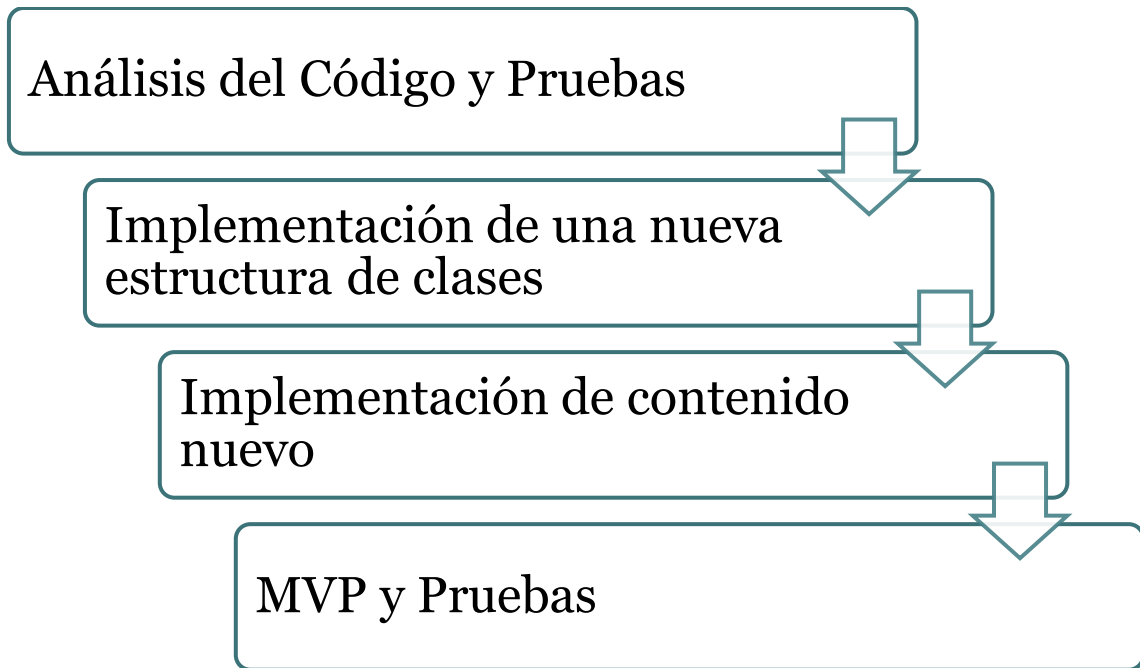 Análisis del Código y Pruebas
Implementación de una nueva
estructura de clases
Implementación de contenido
nuevo
MVP y Pruebas